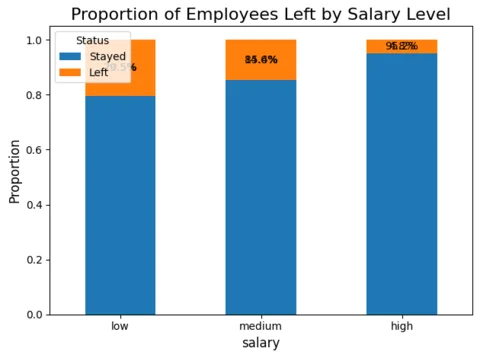 Proportion of Employees Left by Salary Level
Status
Stayed
Left
1.0
0.8
0.6
0.4
0.2
0.0
Proportion
low
medium
high
salary